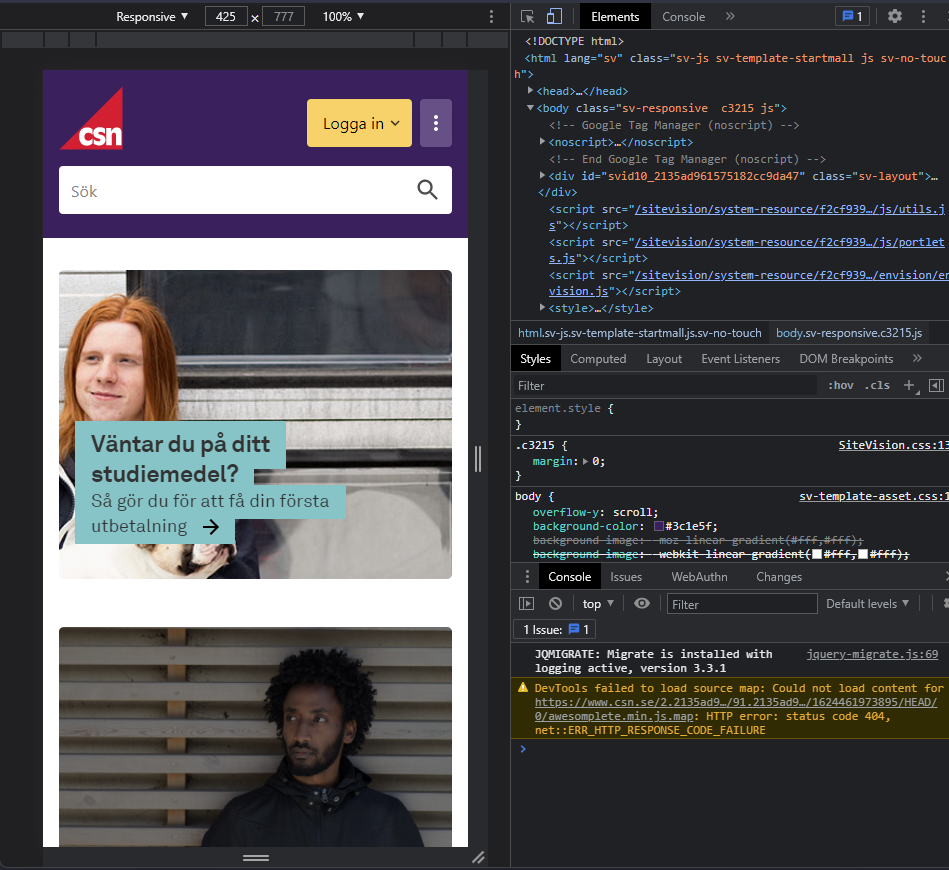 Responsive ▼ 425 × 777 100% ▼
csn
Logga in
Sök
Väntar du på ditt
studiemedel?
Så gör du för att få din första
utbetalning →
Elements Console » 1
<!DOCTYPE html>
<html lang="sv" class="sv-js sv-template-startmall js sv-no-touc
h">
▶<head>…</head>
▼<body class="sv-responsive  c3215 js">
<!-- Google Tag Manager (noscript) -->
▶<noscript>…</noscript>
<!-- End Google Tag Manager (noscript) -->
▶<div id="svid10_2135ad961575182cc9da47" class="sv-layout">…
</div>
<script src="/sitevision/system-resource/f2cf939…/js/utils.j
s"></script>
<script src="/sitevision/system-resource/f2cf939…/js/portlet
s.js"></script>
<script src="/sitevision/system-resource/f2cf939…/envision/en
vision.js"></script>
▶<style>…</style>
html.sv-js.sv-template-startmall.js.sv-no-touch body.sv-responsive.c3215.js
Styles Computed Layout Event Listeners DOM Breakpoints »
Filter :hov .cls +
element.style {
}
.c3215 { SiteVision.css:13
margin: ▶ 0;
}
body { sv-template-asset.css:1
overflow-y: scroll;
background-color: #3c1e5f;
background-image: -moz-linear-gradient(#fff,#fff);
background-image: -webkit-linear-gradient(#fff,#fff);
Console Issues WebAuthn Changes
top ▼ Filter Default levels ▼
1 Issue: 1
JQMIGRATE: Migrate is installed with jquery-migrate.js:69
logging active, version 3.3.1
DevTools failed to load source map: Could not load content for
https://www.csn.se/2.2135ad9…/91.2135ad9…/1624461973895/HEAD/
0/awesomplete.min.js.map: HTTP error: status code 404,
net::ERR_HTTP_RESPONSE_CODE_FAILURE
>